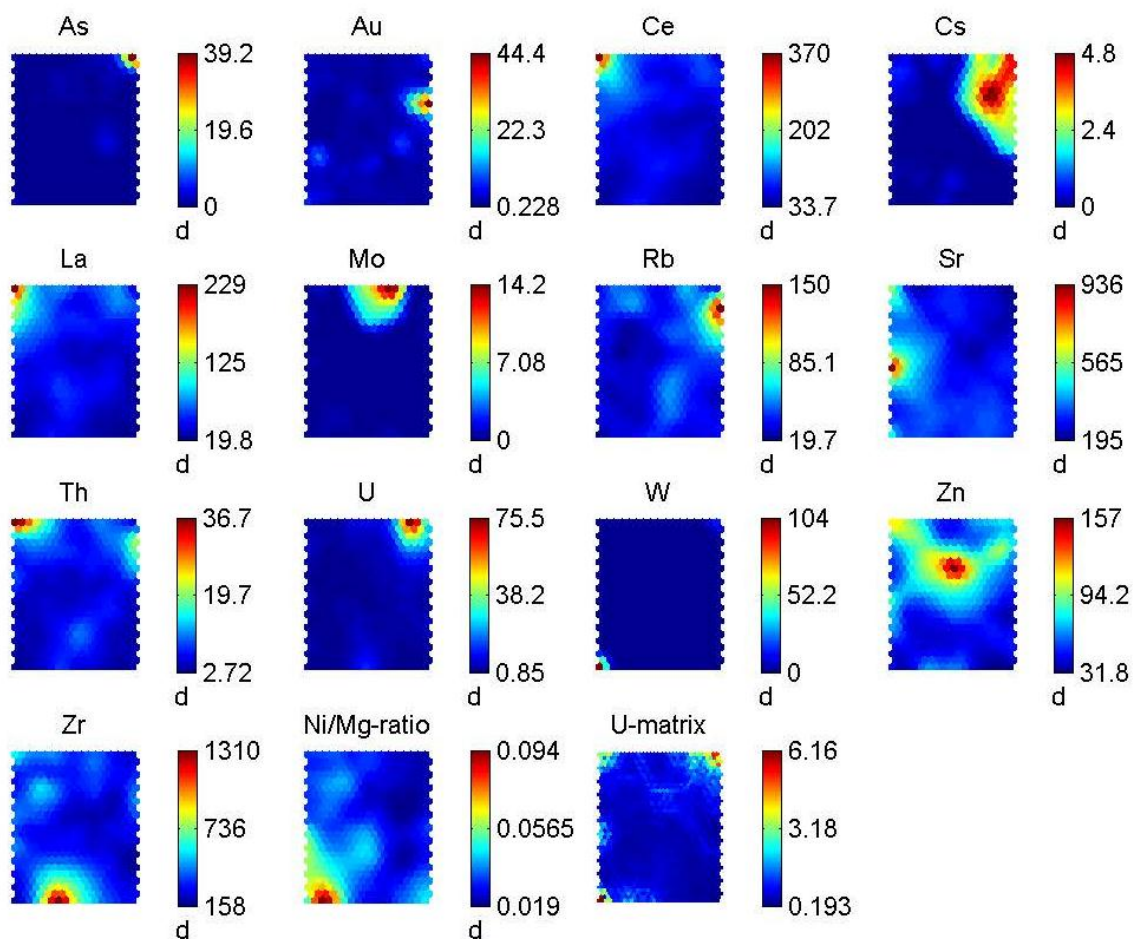 As Au Ce Cs
39.2 44.4 370 4.8
19.6 22.3 202 2.4
0 0.228 33.7 0
d d d d
La Mo Rb Sr
229 14.2 150 936
125 7.08 85.1 565
19.8 0 19.7 195
d d d d
Th U W Zn
36.7 75.5 104 157
19.7 38.2 52.2 94.2
2.72 0.85 0 31.8
d d d d
Zr Ni/Mg-ratio U-matrix
1310 0.094 6.16
736 0.0565 3.18
158 0.019 0.193
d d